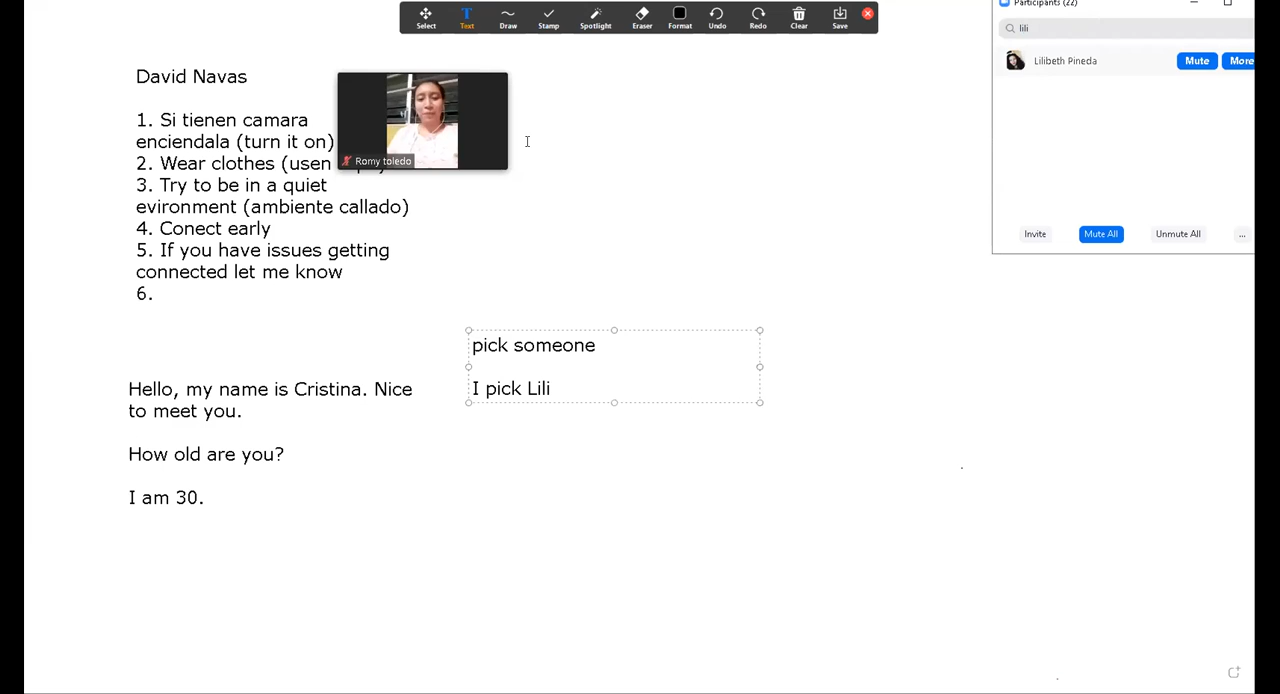 Select Text Draw Stamp Spotlight Eraser Format Undo Redo Clear Save
Participants (22)
lili
Lilibeth Pineda Mute More
Invite Mute All Unmute All ...
David Navas
1. Si tienen camara
enciendala (turn it on)
2. Wear clothes (usen
3. Try to be in a quiet
evironment (ambiente callado)
4. Conect early
5. If you have issues getting
connected let me know
6.
Romy toledo
pick someone
I pick Lili
Hello, my name is Cristina. Nice
to meet you.
How old are you?
I am 30.